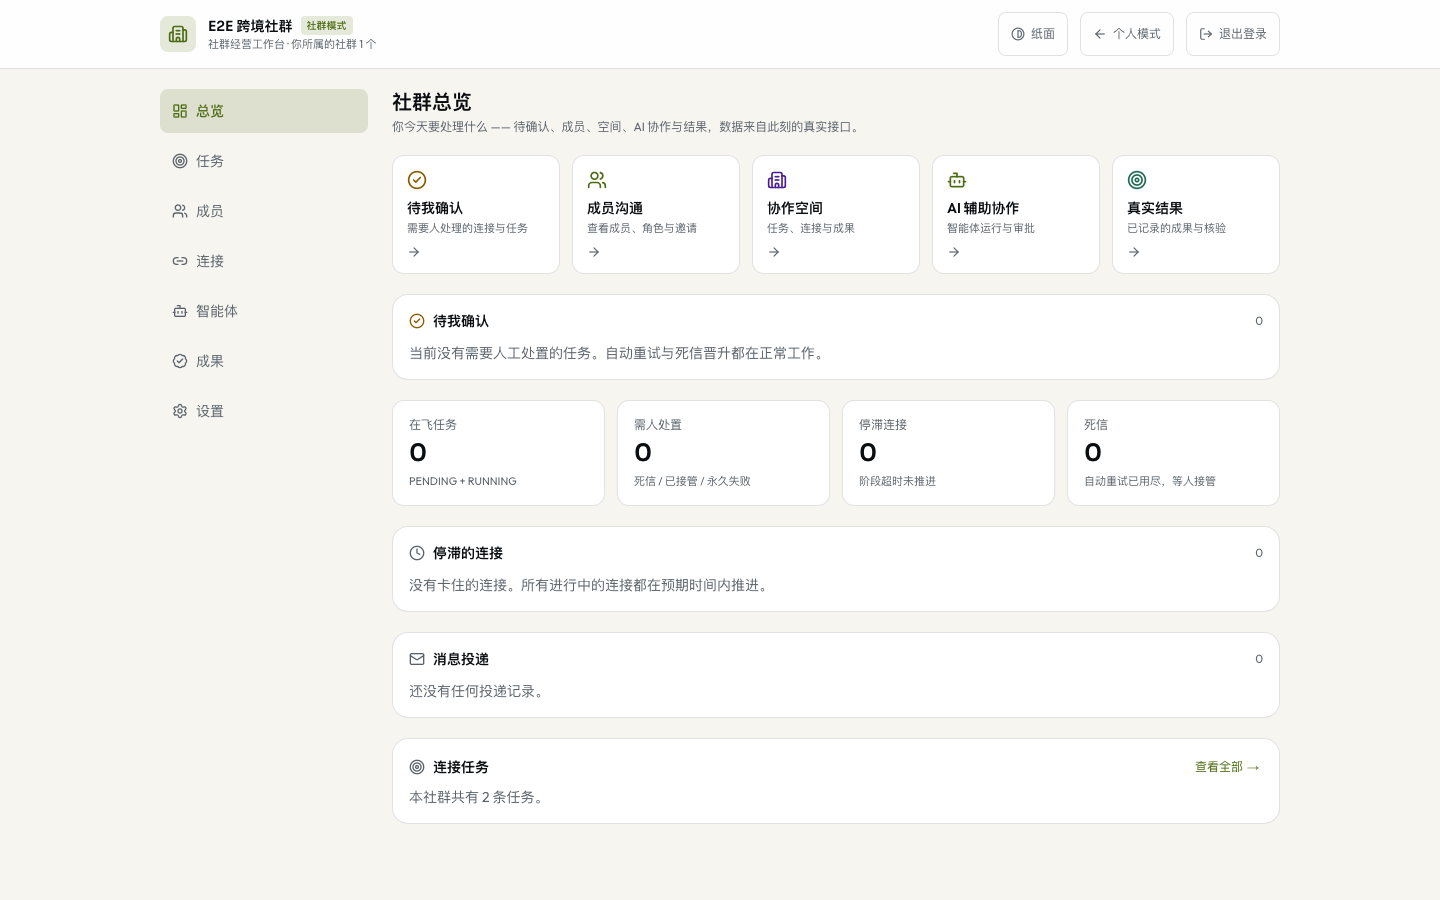 E2E 跨境社群 社群模式
社群经营工作台 · 你所属的社群 1 个
纸面
个人模式
退出登录
总览
任务
成员
连接
智能体
成果
设置
社群总览
你今天要处理什么 —— 待确认、成员、空间、AI 协作与结果，数据来自此刻的真实接口。
待我确认
需要人处理的连接与任务
→
成员沟通
查看成员、角色与邀请
→
协作空间
任务、连接与成果
→
AI 辅助协作
智能体运行与审批
→
真实结果
已记录的成果与核验
→
待我确认 0
当前没有需要人工处置的任务。自动重试与死信晋升都在正常工作。
在飞任务
0
PENDING + RUNNING
需人处置
0
死信 / 已接管 / 永久失败
停滞连接
0
阶段超时未推进
死信
0
自动重试已用尽，等人接管
停滞的连接 0
没有卡住的连接。所有进行中的连接都在预期时间内推进。
消息投递 0
还没有任何投递记录。
连接任务 查看全部 →
本社群共有 2 条任务。